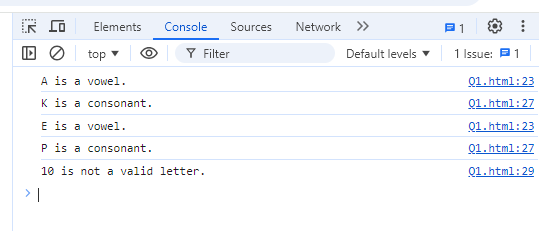 Elements Console Sources Network 1
top Filter Default levels 1 Issue: 1
A is a vowel. Q1.html:23
K is a consonant. Q1.html:27
E is a vowel. Q1.html:23
P is a consonant. Q1.html:27
10 is not a valid letter. Q1.html:29